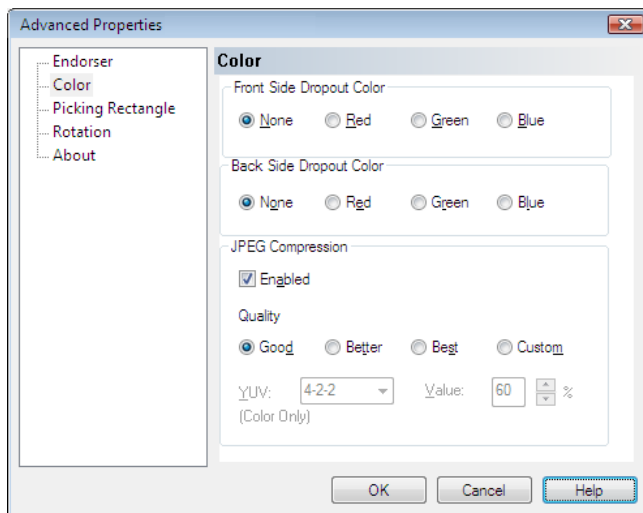 Advanced Properties
Endorser
Color
Picking Rectangle
Rotation
About
Color
Front Side Dropout Color
None Red Green Blue
Back Side Dropout Color
None Red Green Blue
JPEG Compression
Enabled
Quality
Good Better Best Custom
YUV: 4-2-2 Value: 60 %
(Color Only)
OK Cancel Help